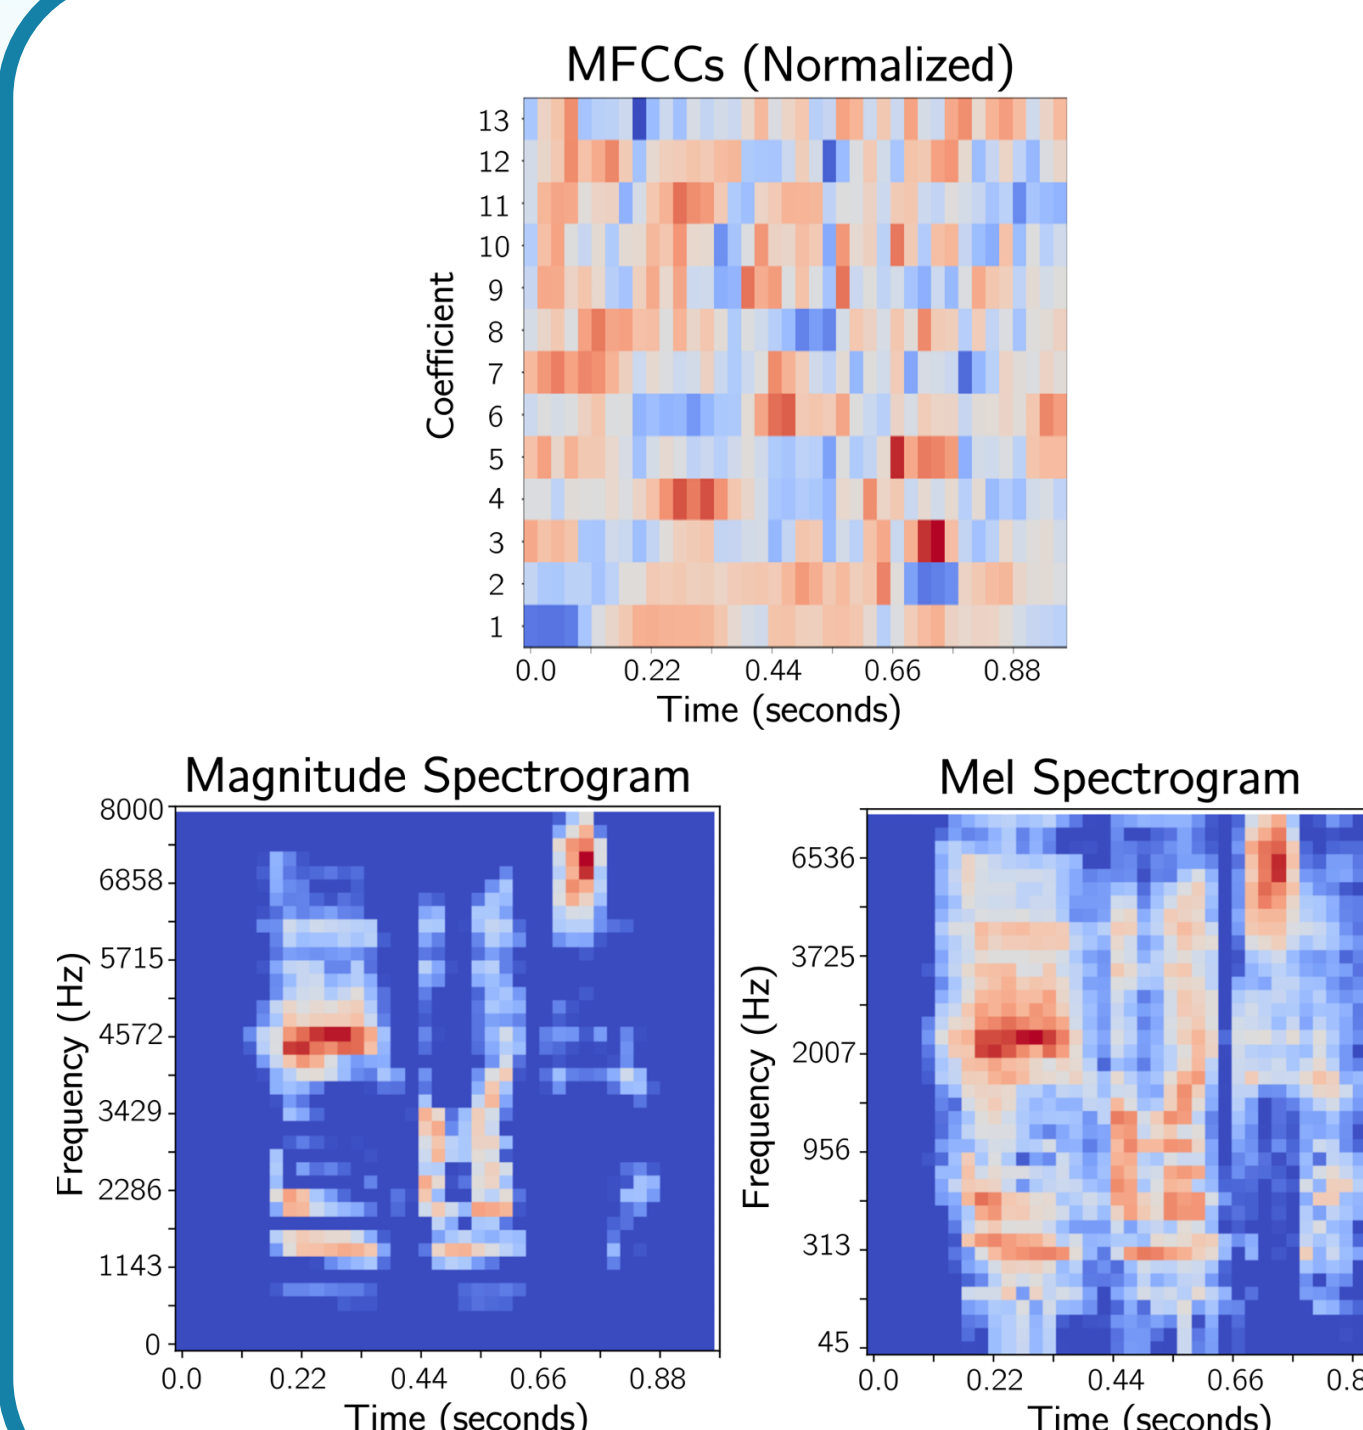 MFCCs (Normalized)
13
12
11
10
9
8
7
6
5
4
3
2
1
Coefficient
0.0 0.22 0.44 0.66 0.88
Time (seconds)
Magnitude Spectrogram
8000
6858
5715
4572
3429
2286
1143
0
Frequency (Hz)
0.0 0.22 0.44 0.66 0.88
Time (seconds)
Mel Spectrogram
6536
3725
2007
956
313
45
Frequency (Hz)
0.0 0.22 0.44 0.66 0.8
Time (seconds)